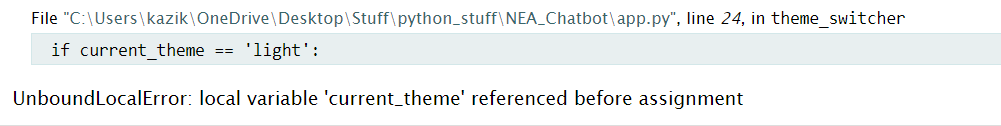 File "C:\Users\kazik\OneDrive\Desktop\Stuff\python_stuff\NEA_Chatbot\app.py", line 24, in theme_switcher
if current_theme == 'light':
UnboundLocalError: local variable 'current_theme' referenced before assignment